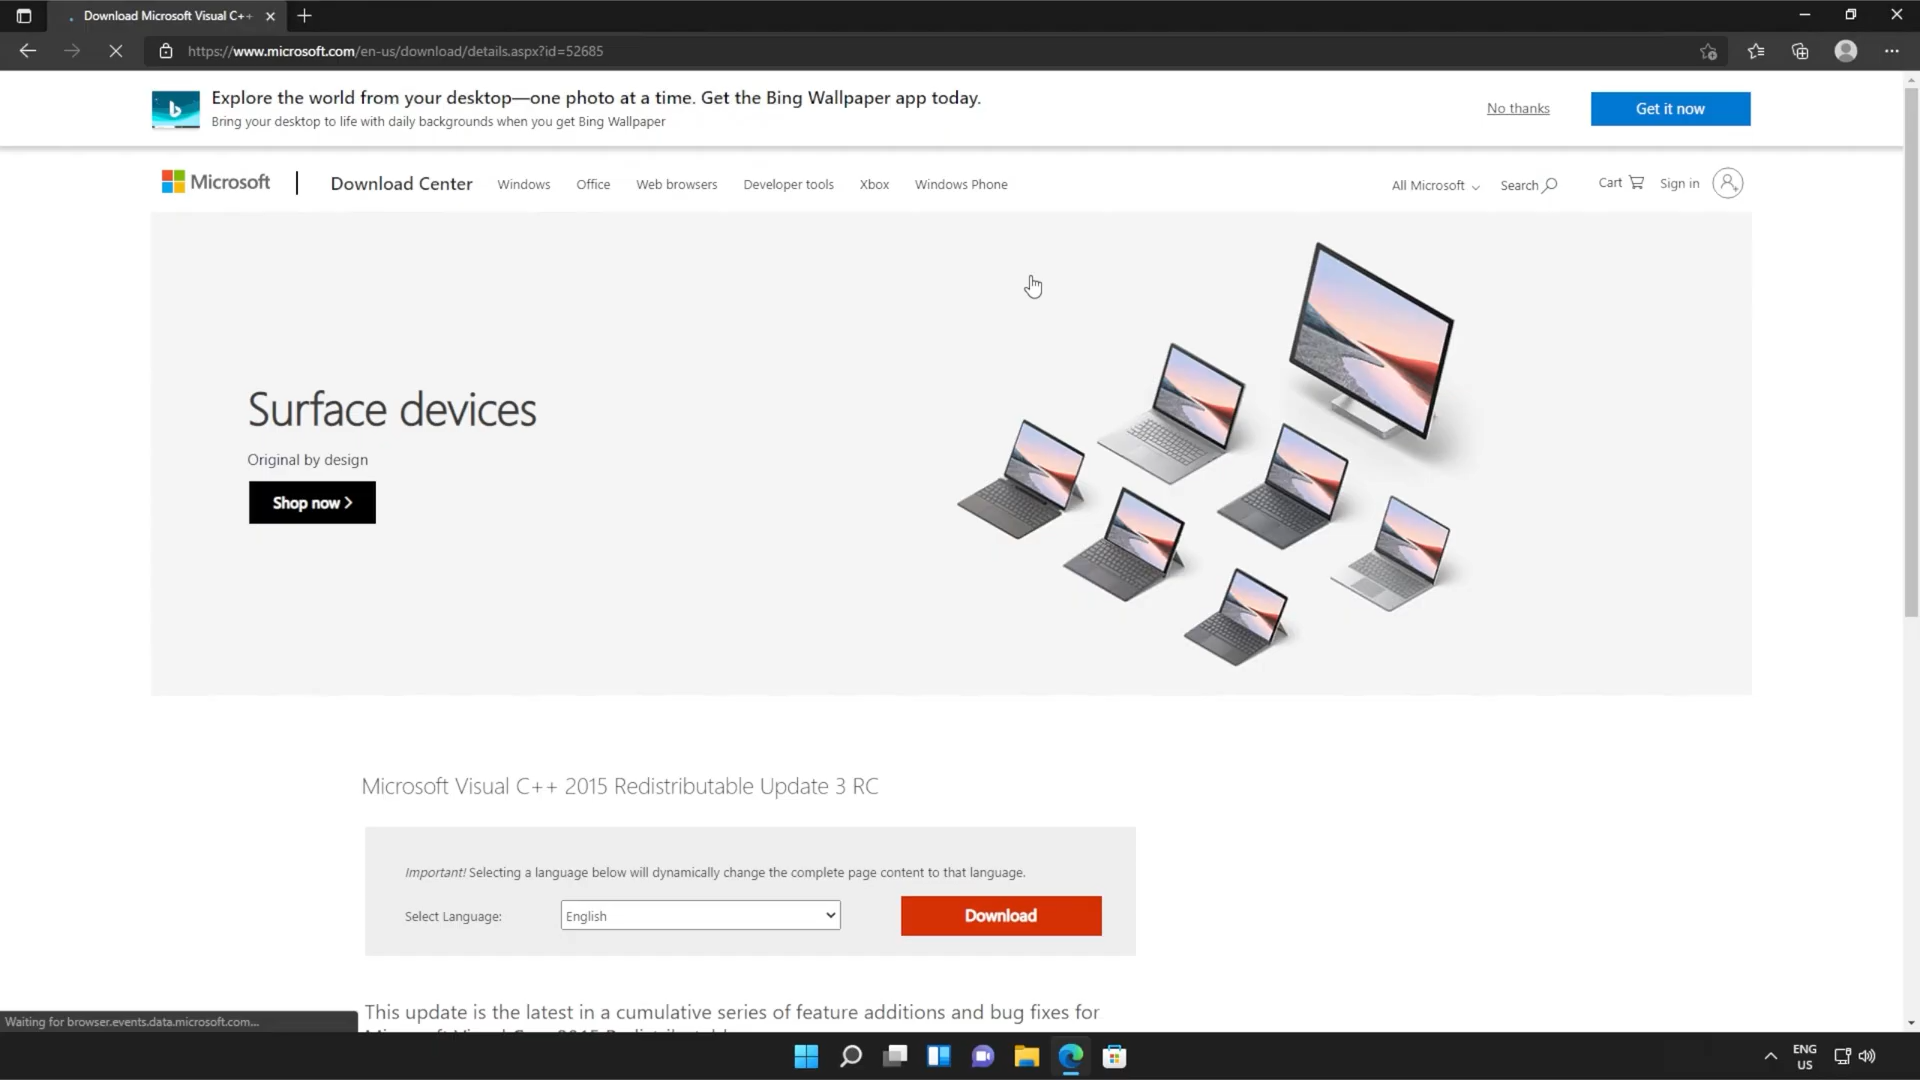 Download Microsoft Visual C++
https://www.microsoft.com/en-us/download/details.aspx?id=52685
Explore the world from your desktop—one photo at a time. Get the Bing Wallpaper app today.
Bring your desktop to life with daily backgrounds when you get Bing Wallpaper
No thanks
Get it now
Microsoft
Download Center
Windows
Office
Web browsers
Developer tools
Xbox
Windows Phone
All Microsoft
Search
Cart
Sign in
Surface devices
Original by design
Shop now >
Microsoft Visual C++ 2015 Redistributable Update 3 RC
Important! Selecting a language below will dynamically change the complete page content to that language.
Select Language:
English
Download
This update is the latest in a cumulative series of feature additions and bug fixes for
Waiting for browser.events.data.microsoft.com...
ENG
US